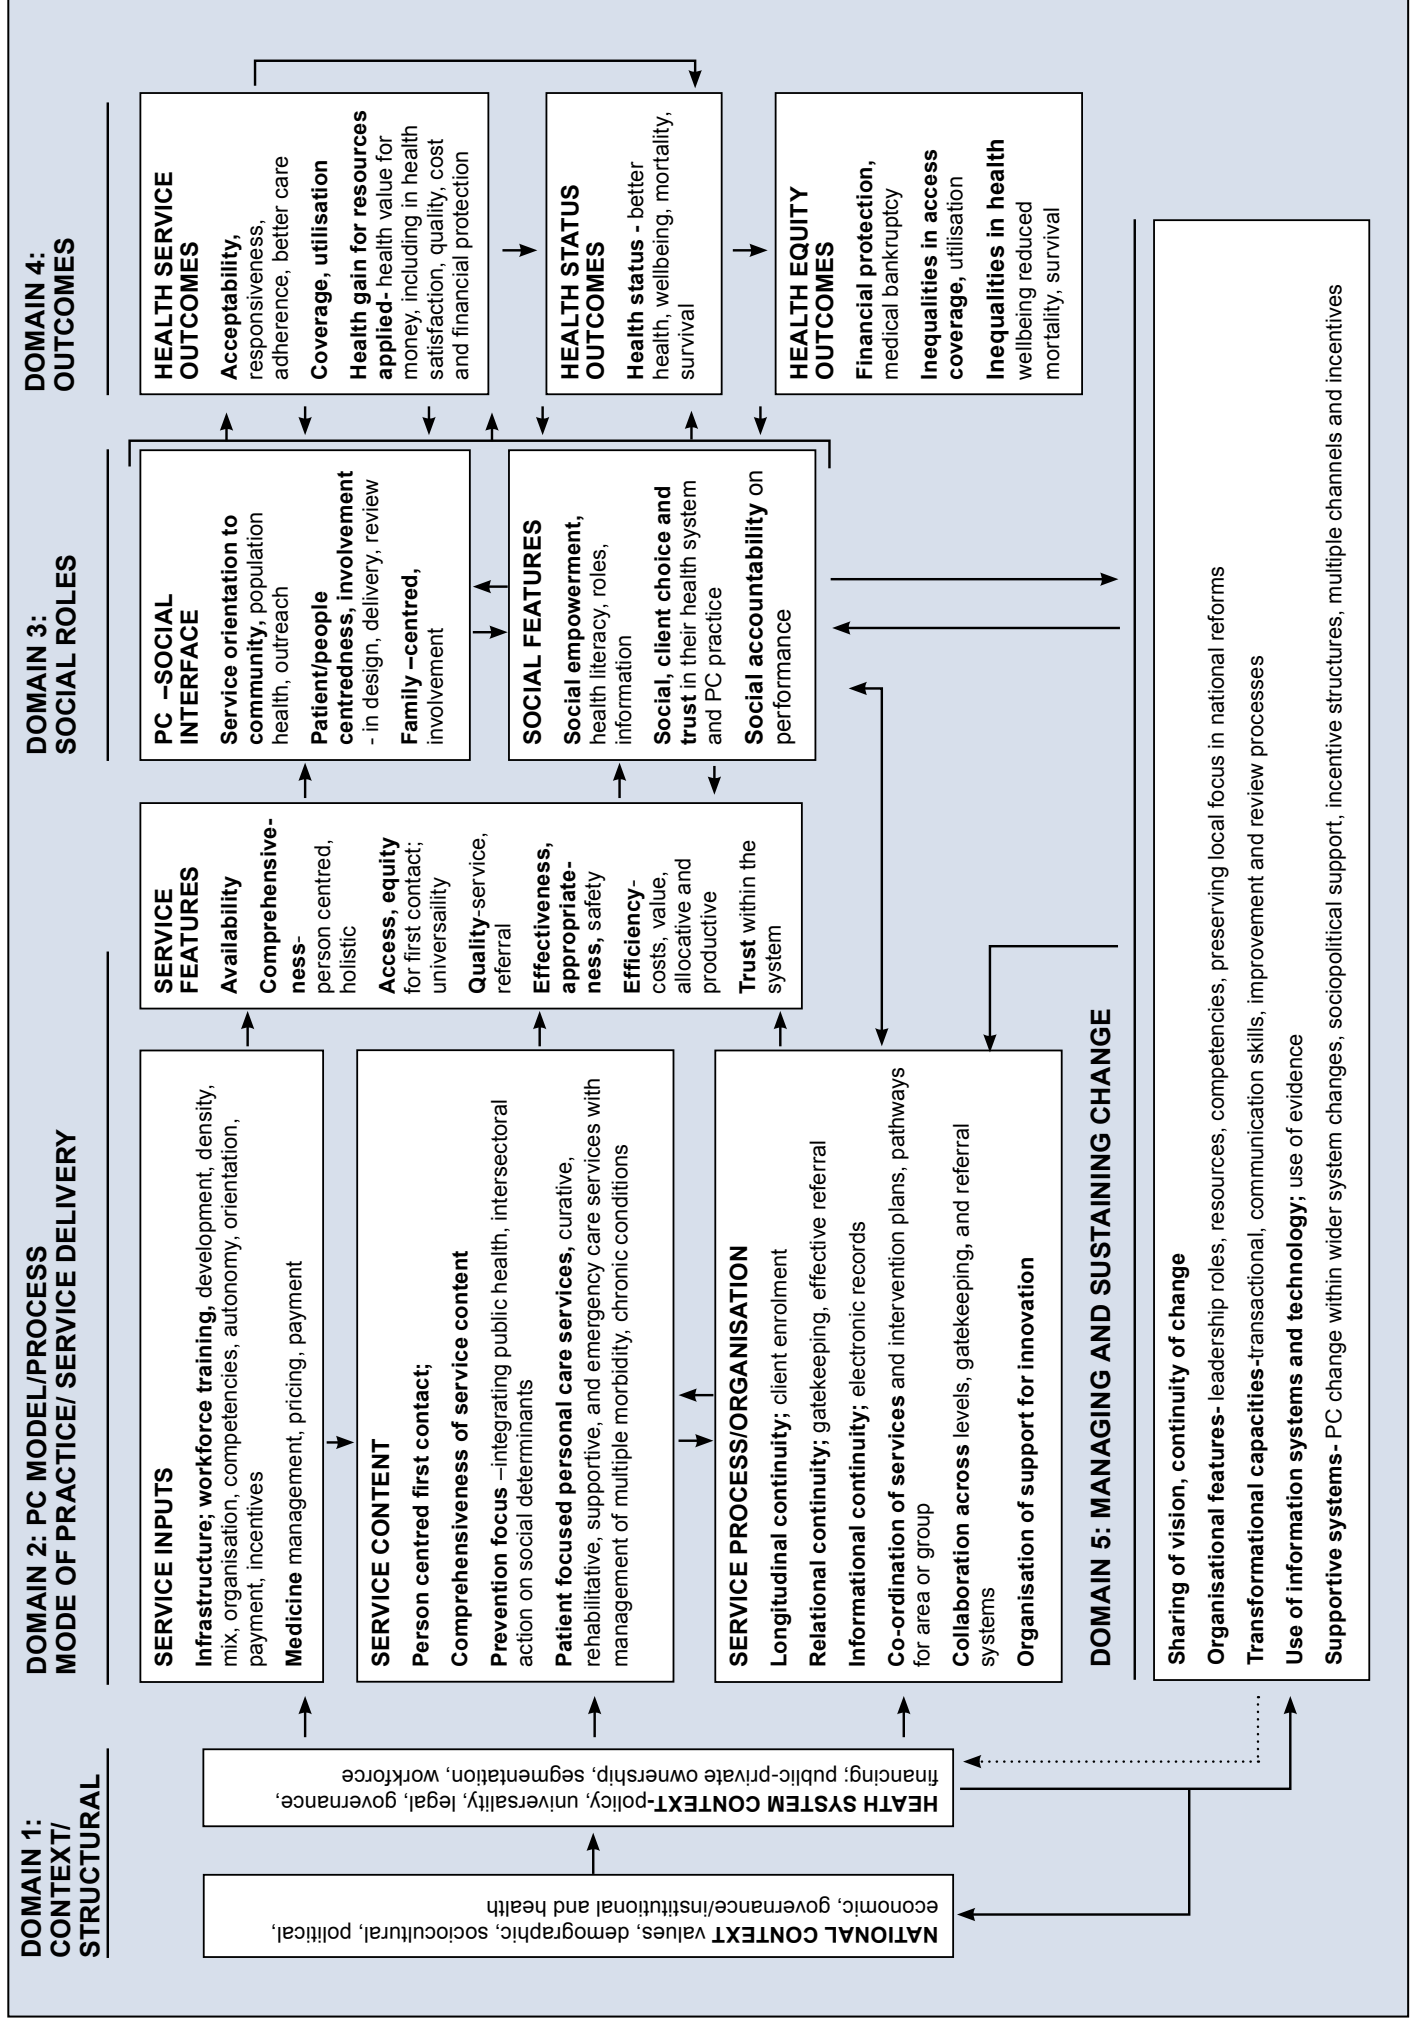 DOMAIN 1:
CONTEXT/
STRUCTURAL
NATIONAL CONTEXT values, demographic, sociocultural, political,
economic, governance/institutional and health
HEATH SYSTEM CONTEXT-policy, universality, legal, governance,
financing; public-private ownership, segmentation, workforce
DOMAIN 2: PC MODEL/PROCESS
MODE OF PRACTICE/ SERVICE DELIVERY
SERVICE INPUTS
Infrastructure; workforce training, development, density,
mix, organisation, competencies, autonomy, orientation,
payment, incentives
Medicine management, pricing, payment
SERVICE CONTENT
Person centred first contact;
Comprehensiveness of service content
Prevention focus –integrating public health, intersectoral
action on social determinants
Patient focused personal care services, curative,
rehabilitative, supportive, and emergency care services with
management of multiple morbidity, chronic conditions
SERVICE PROCESS/ORGANISATION
Longitudinal continuity; client enrolment
Relational continuity; gatekeeping, effective referral
Informational continuity; electronic records
Co-ordination of services and intervention plans, pathways
for area or group
Collaboration across levels, gatekeeping, and referral
systems
Organisation of support for innovation
SERVICE
FEATURES
Availability
Comprehensive-
ness-
person centred,
holistic
Access, equity
for first contact;
universaility
Quality-service,
referral
Effectiveness,
appropriate-
ness, safety
Efficiency-
costs, value,
allocative and
productive
Trust within the
system
DOMAIN 3:
SOCIAL ROLES
PC –SOCIAL
INTERFACE
Service orientation to
community, population
health, outreach
Patient/people
centredness, involvement
- in design, delivery, review
Family –centred,
involvement
SOCIAL FEATURES
Social empowerment,
health literacy, roles,
information
Social, client choice and
trust in their health system
and PC practice
Social accountability on
performance
DOMAIN 4:
OUTCOMES
HEALTH SERVICE
OUTCOMES
Acceptability,
responsiveness,
adherence, better care
Coverage, utilisation
Health gain for resources
applied- health value for
money, including in health
satisfaction, quality, cost
and financial protection
HEALTH STATUS
OUTCOMES
Health status - better
health, wellbeing, mortality,
survival
HEALTH EQUITY
OUTCOMES
Financial protection,
medical bankruptcy
Inequalities in access
coverage, utilisation
Inequalities in health
wellbeing reduced
mortality, survival
DOMAIN 5: MANAGING AND SUSTAINING CHANGE
Sharing of vision, continuity of change
Organisational features- leadership roles, resources, competencies, preserving local focus in national reforms
Transformational capacities-transactional, communication skills, improvement and review processes
Use of information systems and technology; use of evidence
Supportive systems- PC change within wider system changes, sociopolitical support, incentive structures, multiple channels and incentives